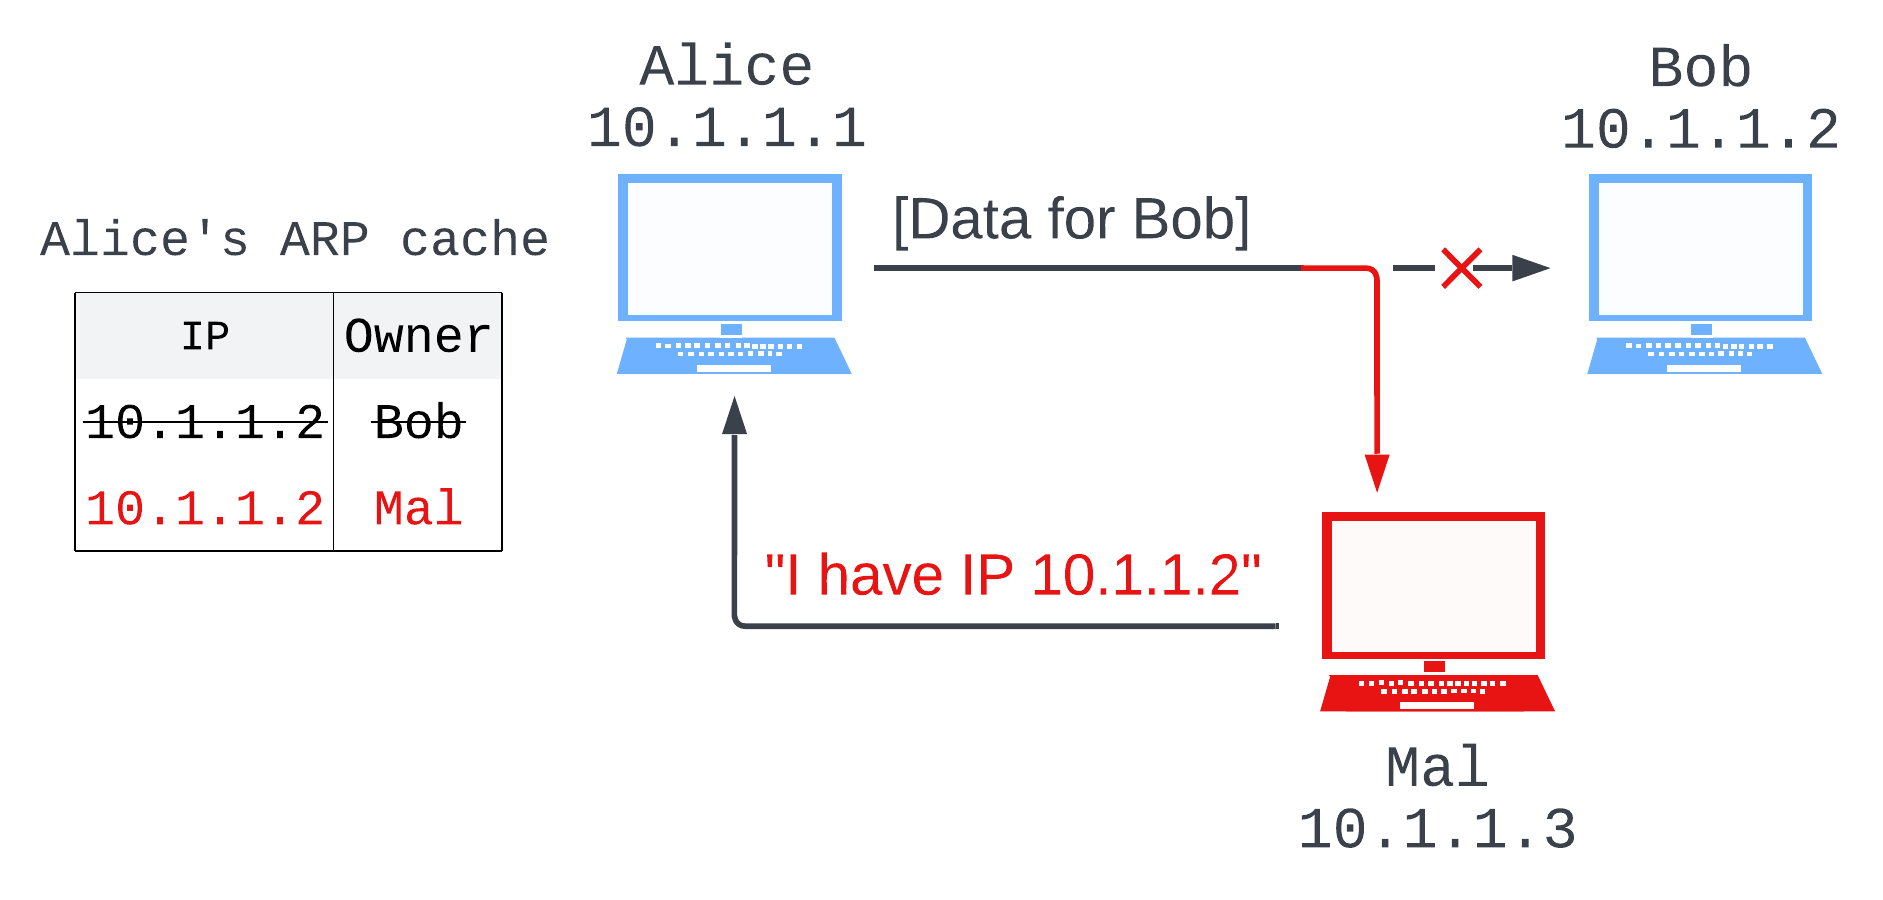 Alice
10.1.1.1
Bob
10.1.1.2
[Data for Bob]
Alice's ARP cache
IP Owner
10.1.1.2 Bob
10.1.1.2 Mal
"I have IP 10.1.1.2"
Mal
10.1.1.3